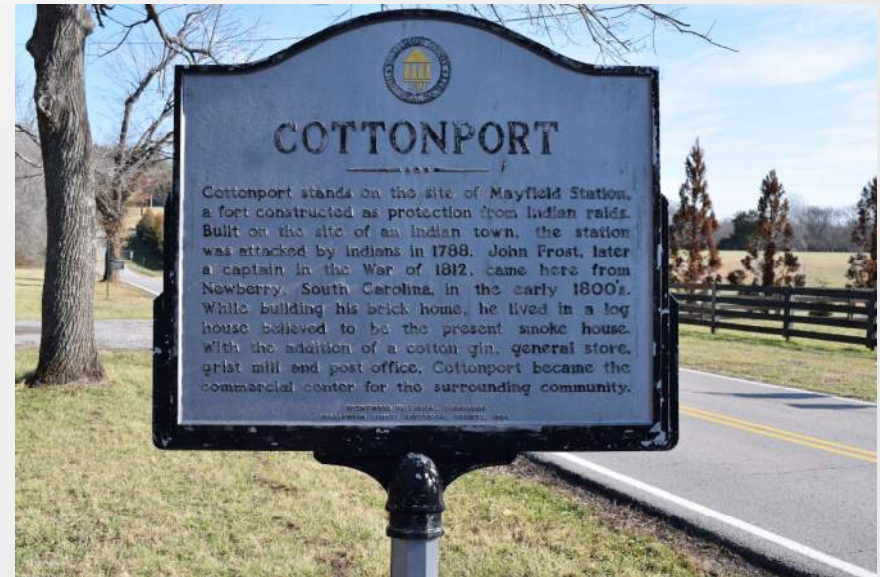 COTTONPORT
Cottonport stands on the site of Mayfield Station,
a fort constructed as protection from Indian raids.
Built on the site of an Indian town, the station
was attacked by Indians in 1788. John Frost, later
a captain in the War of 1812, came here from
Newberry, South Carolina, in the early 1800's.
While building his brick home, he lived in a log
house believed to be the present smoke house.
With the addition of a cotton gin, general store,
grist mill and post office, Cottonport became the
commercial center for the surrounding community.
WILLIAMSON COUNTY HISTORICAL SOCIETY,